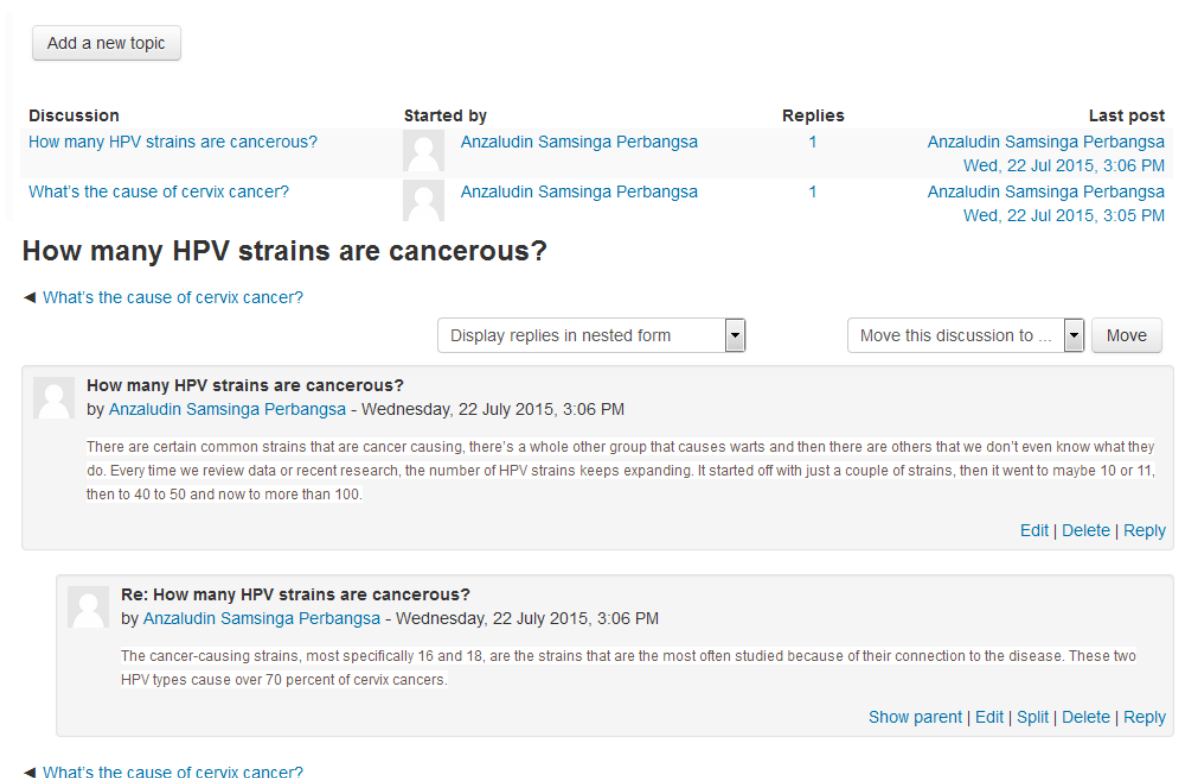 Add a new topic
Discussion Started by Replies Last post
How many HPV strains are cancerous? Anzaludin Samsinga Perbangsa 1 Anzaludin Samsinga Perbangsa
Wed, 22 Jul 2015, 3:06 PM
What's the cause of cervix cancer? Anzaludin Samsinga Perbangsa 1 Anzaludin Samsinga Perbangsa
Wed, 22 Jul 2015, 3:05 PM
How many HPV strains are cancerous?
◄ What's the cause of cervix cancer?
Display replies in nested form Move this discussion to ... Move
How many HPV strains are cancerous?
by Anzaludin Samsinga Perbangsa - Wednesday, 22 July 2015, 3:06 PM
There are certain common strains that are cancer causing, there's a whole other group that causes warts and then there are others that we don't even know what they
do. Every time we review data or recent research, the number of HPV strains keeps expanding. It started off with just a couple of strains, then it went to maybe 10 or 11,
then to 40 to 50 and now to more than 100.
Edit | Delete | Reply
Re: How many HPV strains are cancerous?
by Anzaludin Samsinga Perbangsa - Wednesday, 22 July 2015, 3:06 PM
The cancer-causing strains, most specifically 16 and 18, are the strains that are the most often studied because of their connection to the disease. These two
HPV types cause over 70 percent of cervix cancers.
Show parent | Edit | Split | Delete | Reply
◄ What's the cause of cervix cancer?